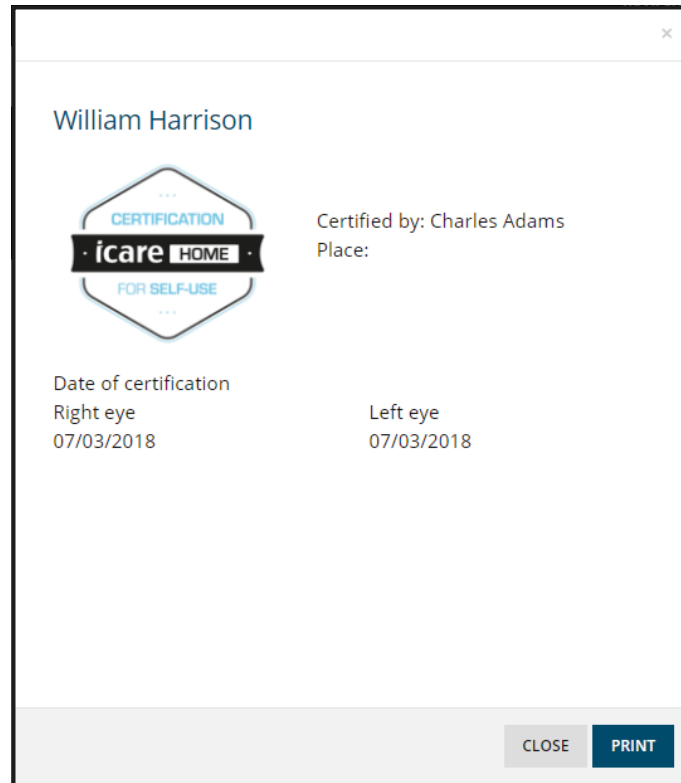 ×
William Harrison
CERTIFICATION
· icare HOME ·
FOR SELF-USE
Certified by: Charles Adams
Place:
Date of certification
Right eye
Left eye
07/03/2018
07/03/2018
CLOSE
PRINT